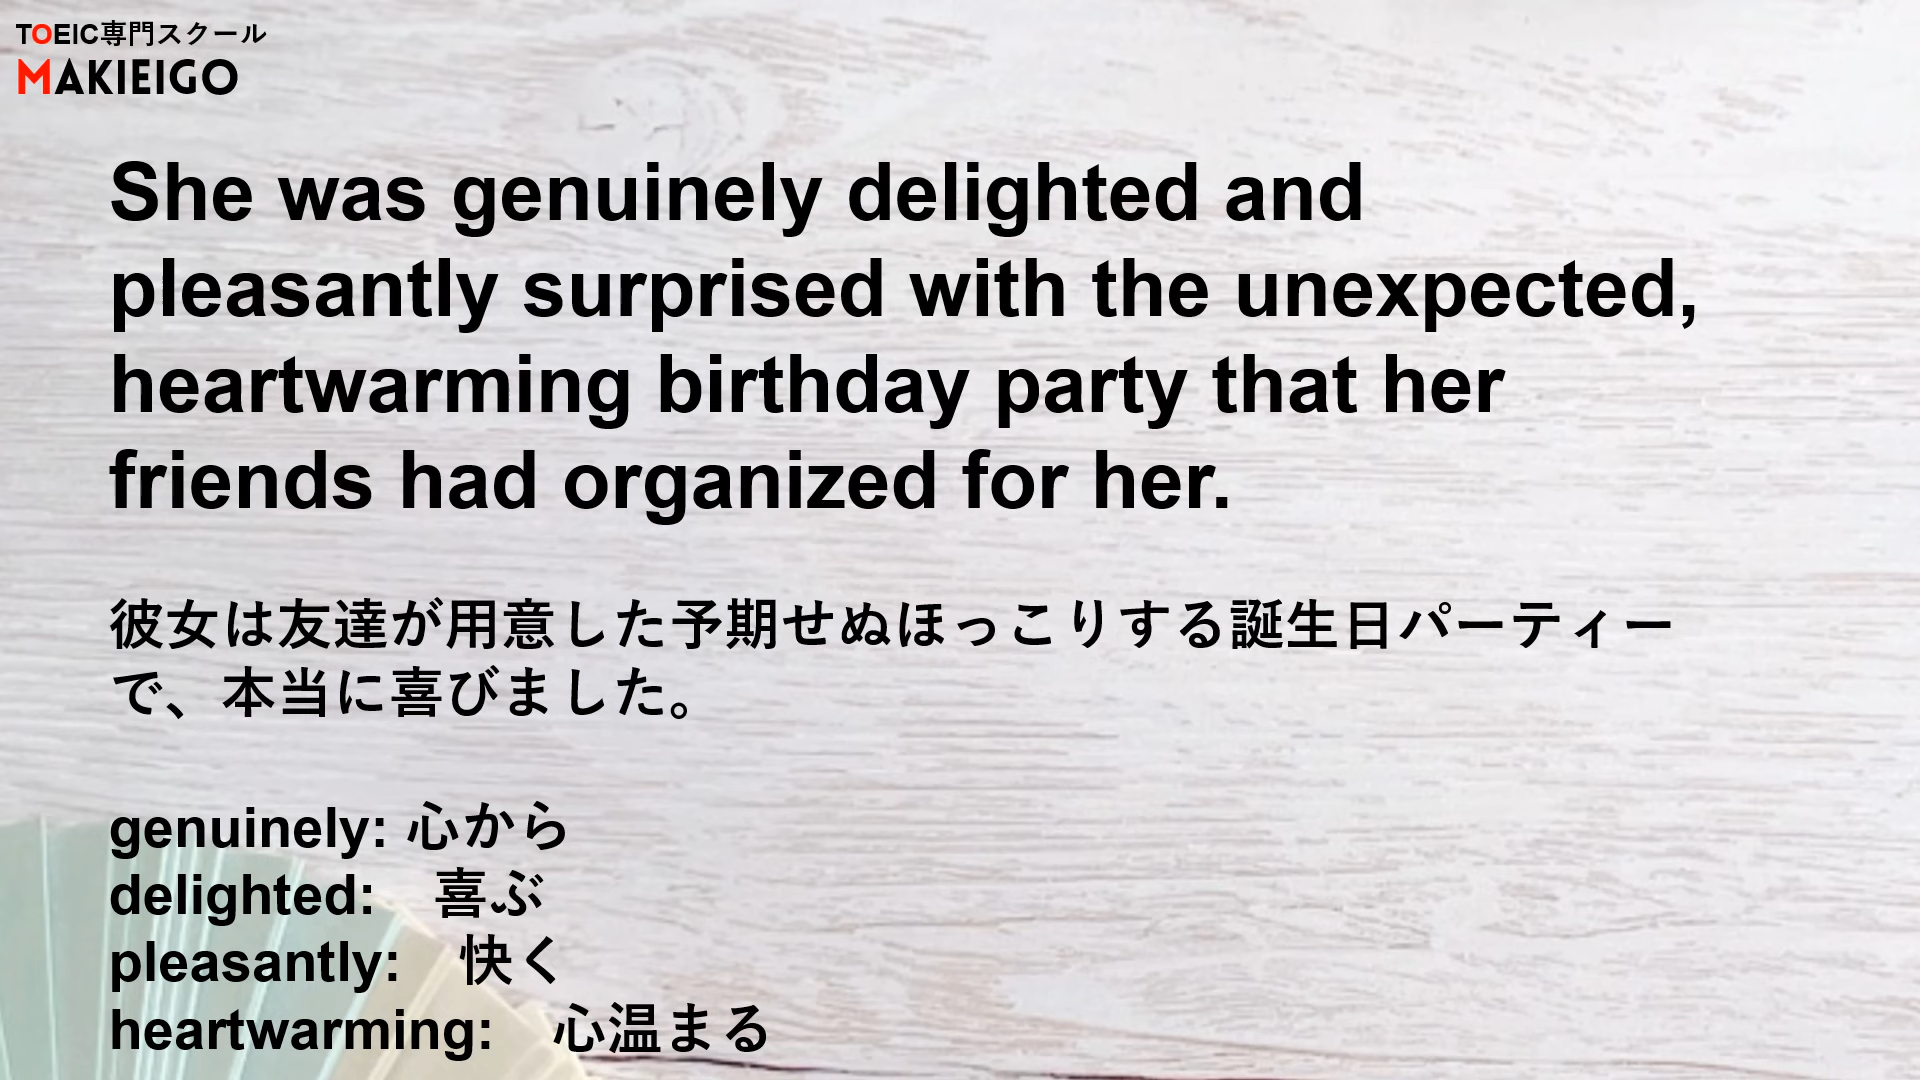 TOEIC専門スクール
MAKIEIGO
She was genuinely delighted and
pleasantly surprised with the unexpected,
heartwarming birthday party that her
friends had organized for her.
彼女は友達が用意した予期せぬほっこりする誕生日パーティー
で、本当に喜びました。
genuinely: 心から
delighted:　喜ぶ
pleasantly:　快く
heartwarming:　心温まる